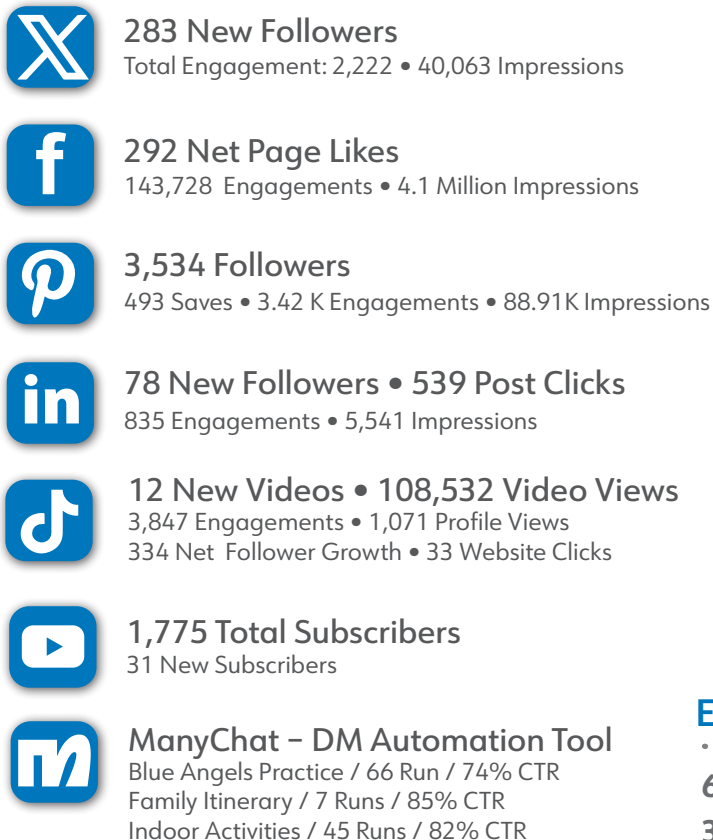 283 New Followers
Total Engagement: 2,222 • 40,063 Impressions
292 Net Page Likes
143,728 Engagements • 4.1 Million Impressions
3,534 Followers
493 Saves • 3.42 K Engagements • 88.91K Impressions
78 New Followers • 539 Post Clicks
835 Engagements • 5,541 Impressions
12 New Videos • 108,532 Video Views
3,847 Engagements • 1,071 Profile Views
334 Net Follower Growth • 33 Website Clicks
1,775 Total Subscribers
31 New Subscribers
ManyChat – DM Automation Tool
Blue Angels Practice / 66 Run / 74% CTR
Family Itinerary / 7 Runs / 85% CTR
Indoor Activities / 45 Runs / 82% CTR